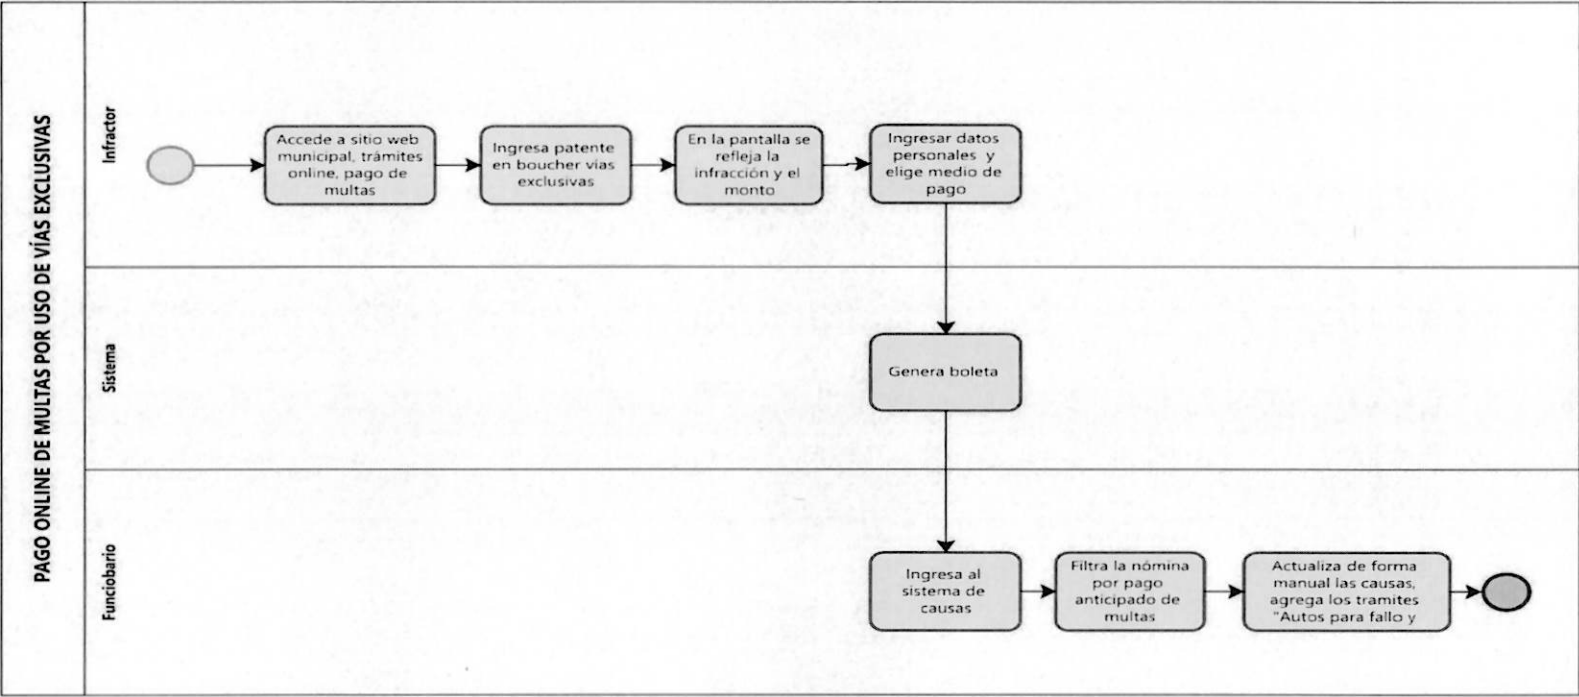 PAGO ONLINE DE MULTAS POR USO DE VÍAS EXCLUSIVAS
Infractor
Accede a sitio web
municipal, trámites
online, pago de
multas
Ingresa patente
en boucher vías
exclusivas
En la pantalla se
refleja la
infracción y el
monto
Ingresar datos
personales y
elige medio de
pago
Sistema
Genera boleta
Funciobario
Ingresa al
sistema de
causas
Filtra la nómina
por pago
anticipado de
multas
Actualiza de forma
manual las causas,
agrega los tramites
"Autos para fallo y